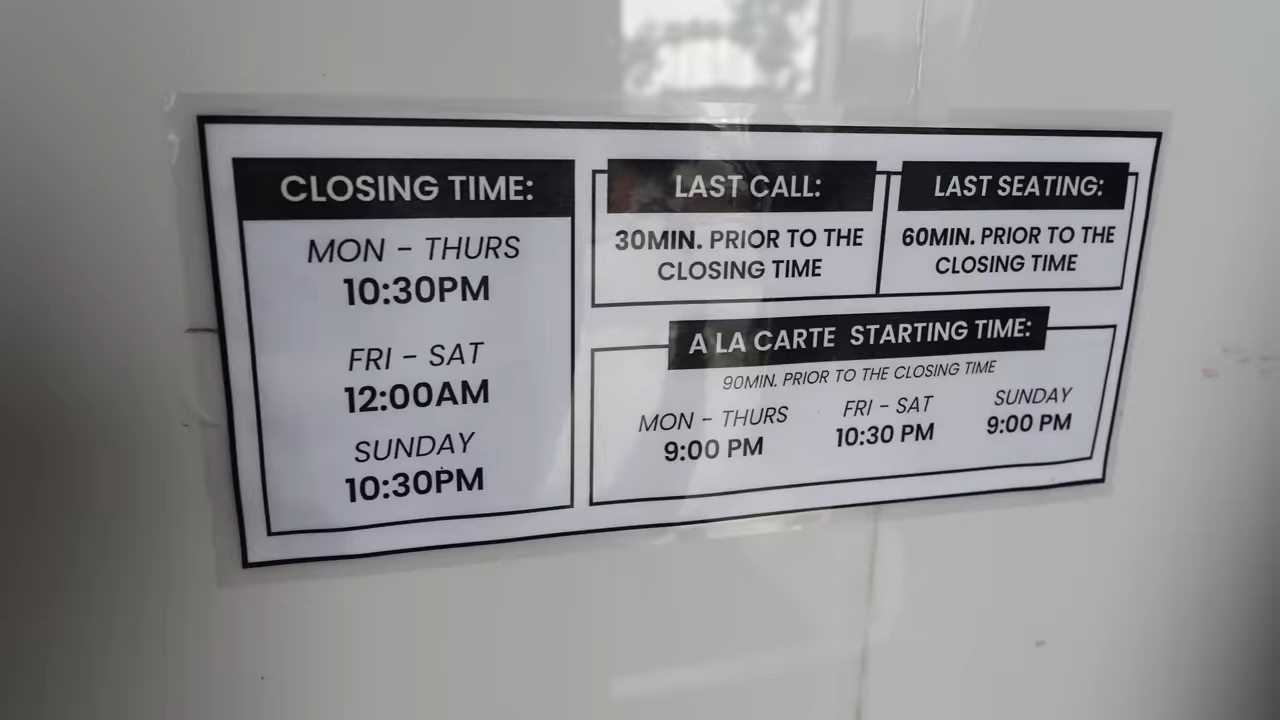 CLOSING TIME:
MON - THURS
10:30PM
FRI - SAT
12:00AM
SUNDAY
10:30PM
LAST CALL:
30MIN. PRIOR TO THE
CLOSING TIME
LAST SEATING:
60MIN. PRIOR TO THE
CLOSING TIME
A LA CARTE STARTING TIME:
90MIN. PRIOR TO THE CLOSING TIME
MON - THURS
9:00 PM
FRI - SAT
10:30 PM
SUNDAY
9:00 PM